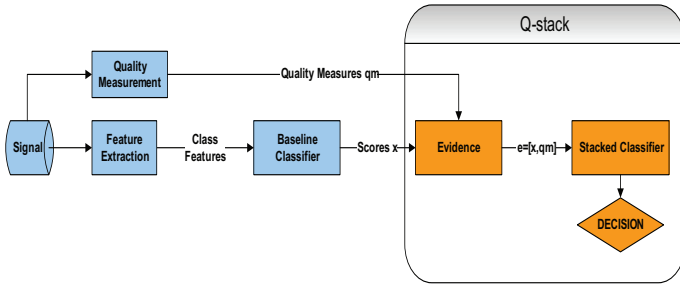 Q-stack
Quality
Measurement
Quality Measures qm
Signal
Feature
Extraction
Class
Features
Baseline
Classifier
Scores x
Evidence
e=[x,qm]
Stacked Classifier
DECISION